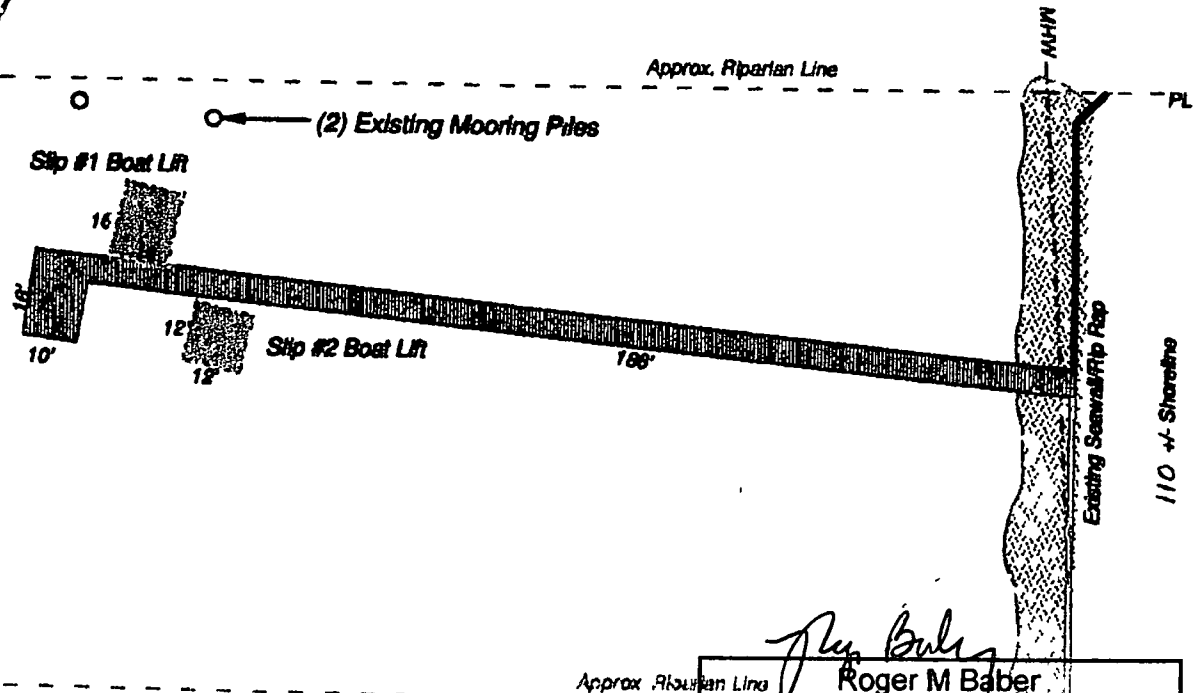 MHW
Approx. Riparian Line
PL
(2) Existing Mooring Piles
Slip #1 Boat Lift
16
10'
12'
12'
Slip #2 Boat Lift
186'
Existing Seawall/Rip Rap
110 +/- Shoreline
Approx. Riparian Line
Roger M Baber